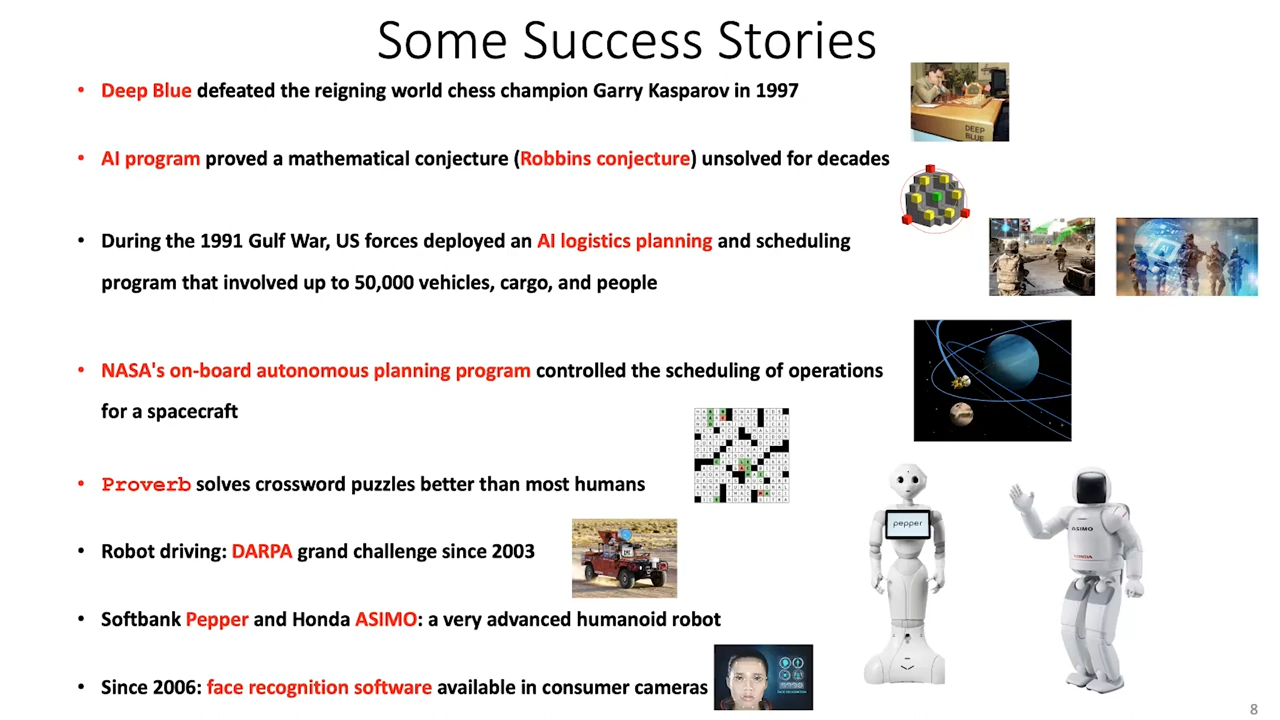 Some Success Stories
• Deep Blue defeated the reigning world chess champion Garry Kasparov in 1997
DEEP
BLUE
• AI program proved a mathematical conjecture (Robbins conjecture) unsolved for decades
• During the 1991 Gulf War, US forces deployed an AI logistics planning and scheduling
program that involved up to 50,000 vehicles, cargo, and people
AI
• NASA's on-board autonomous planning program controlled the scheduling of operations
for a spacecraft
• Proverb solves crossword puzzles better than most humans
• Robot driving: DARPA grand challenge since 2003
pepper
ASIMO
HONDA
• Softbank Pepper and Honda ASIMO: a very advanced humanoid robot
• Since 2006: face recognition software available in consumer cameras
FACE RECOGNITION
8